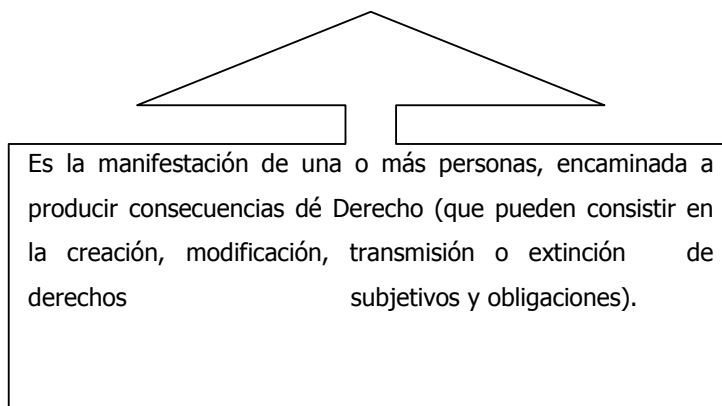 Es la manifestación de una o más personas, encaminada a
producir consecuencias dé Derecho (que pueden consistir en
la creación, modificación, transmisión o extinción de
derechos subjetivos y obligaciones).